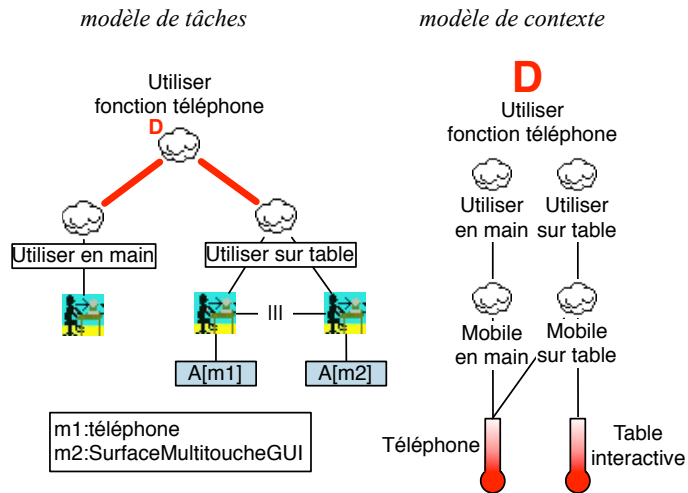 modèle de tâches
modèle de contexte
Utiliser
fonction téléphone
D
Utiliser en main
Utiliser sur table
III
A[m1]
A[m2]
m1:téléphone
m2:SurfaceMultitoucheGUI
D
Utiliser
fonction téléphone
Utiliser
en main
Utiliser
sur table
Mobile
en main
Mobile
sur table
Téléphone
Table
interactive